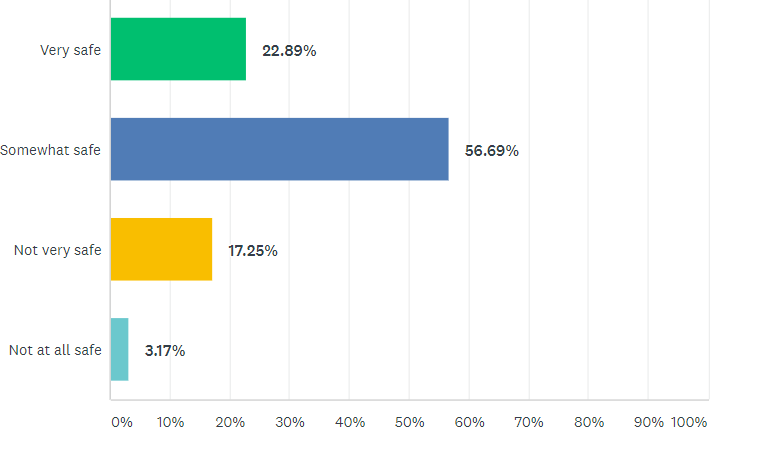 Very safe 22.89%
Somewhat safe 56.69%
Not very safe 17.25%
Not at all safe 3.17%
0% 10% 20% 30% 40% 50% 60% 70% 80% 90% 100%